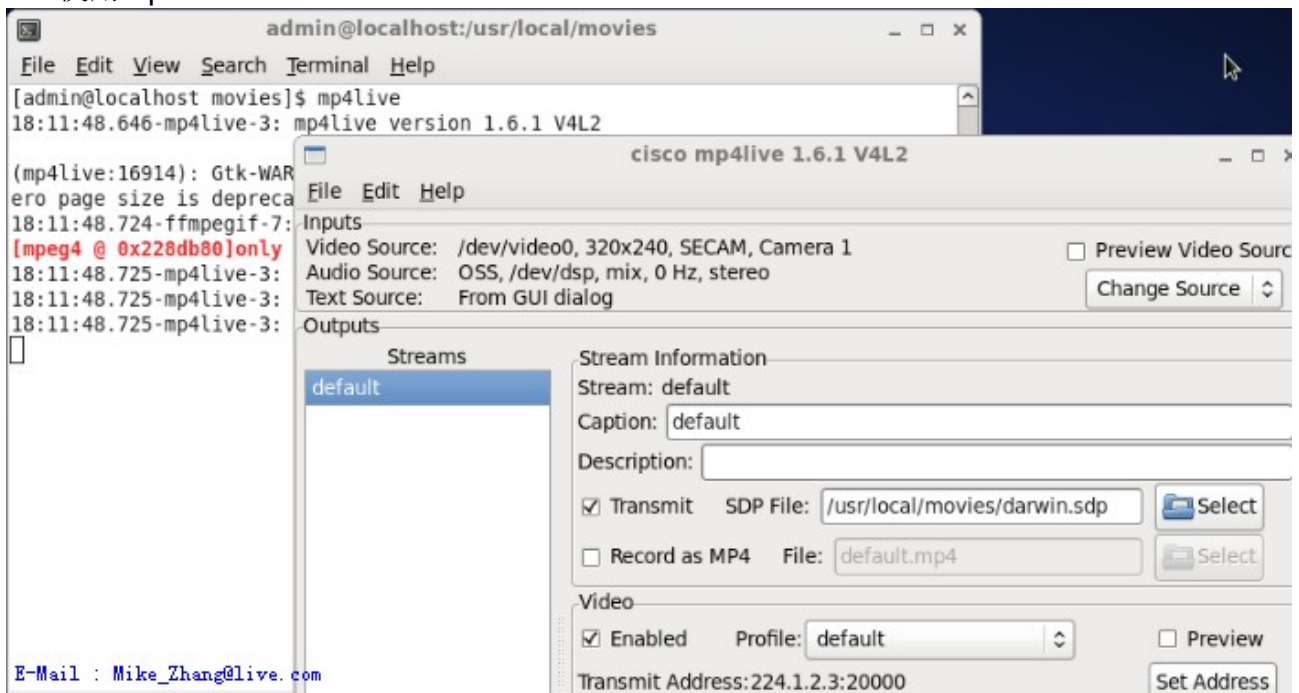 admin@localhost:/usr/local/movies
File Edit View Search Terminal Help
[admin@localhost movies]$ mp4live
18:11:48.646-mp4live-3: mp4live version 1.6.1 V4L2
(mp4live:16914): Gtk-WAR
ero page size is depreca
18:11:48.724-ffmpegif-7:
[mpeg4 @ 0x228db80]only
18:11:48.725-mp4live-3:
18:11:48.725-mp4live-3:
18:11:48.725-mp4live-3:
E-Mail : Mike_Zhang@live.com
cisco mp4live 1.6.1 V4L2
File Edit Help
Inputs
Video Source: /dev/video0, 320x240, SECAM, Camera 1
Preview Video Sourc
Audio Source: OSS, /dev/dsp, mix, 0 Hz, stereo
Text Source: From GUI dialog
Change Source
Outputs
Streams
default
Stream Information
Stream: default
Caption: default
Description:
Transmit SDP File: /usr/local/movies/darwin.sdp Select
Record as MP4 File: default.mp4 Select
Video
Enabled Profile: default Preview
Transmit Address:224.1.2.3:20000 Set Address